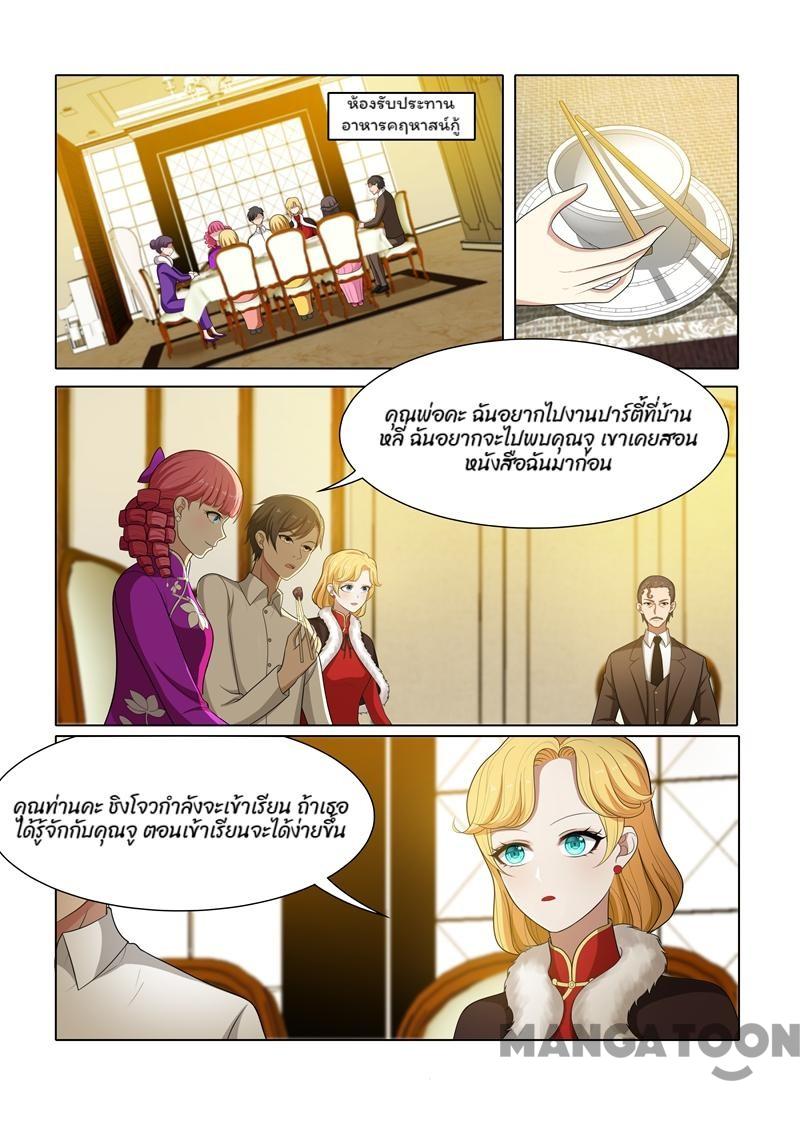 ห้องรับประทาน
อาหารคฤหาสน์กู้
คุณพ่อคะ ฉันอยากไปงานปาร์ตี้ที่บ้าน
หลี่ ฉันอยากจะไปพบคุณจู เขาเคยสอน
หนังสือฉันมาก่อน
คุณท่านคะ ชิงโจวกำลังจะเข้าเรียน ถ้าเธอ
ได้รู้จักกับคุณจู ตอนเข้าเรียนจะได้ง่ายขึ้น
MANGATOON